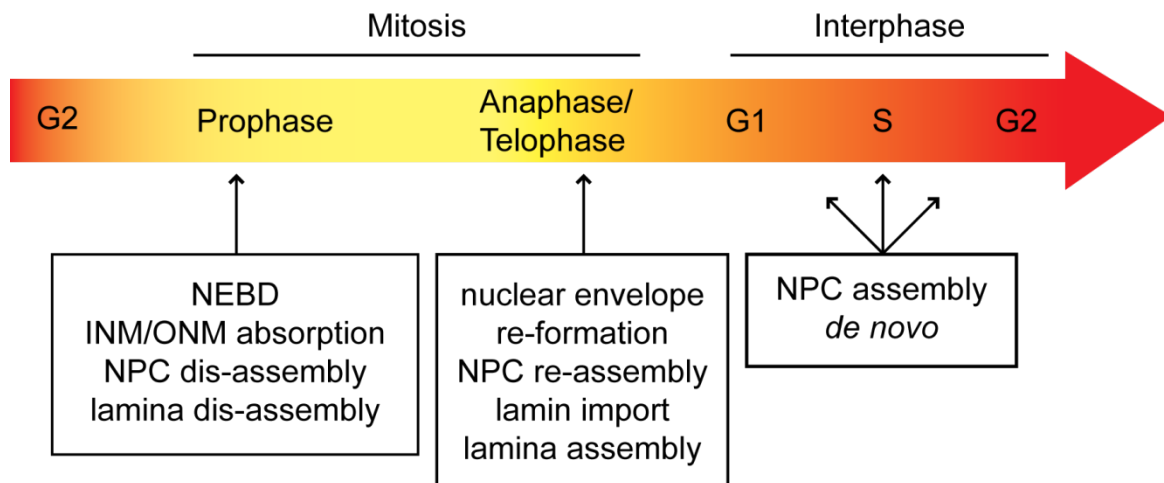 Mitosis
Interphase
G2
Prophase
Anaphase/
Telophase
G1
S
G2
NEBD
INM/ONM absorption
NPC dis-assembly
lamina dis-assembly
nuclear envelope
re-formation
NPC re-assembly
lamin import
lamina assembly
NPC assembly
de novo